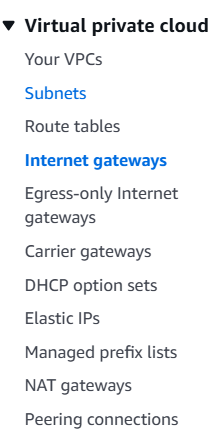 Virtual private cloud
Your VPCs
Subnets
Route tables
Internet gateways
Egress-only Internet
gateways
Carrier gateways
DHCP option sets
Elastic IPs
Managed prefix lists
NAT gateways
Peering connections